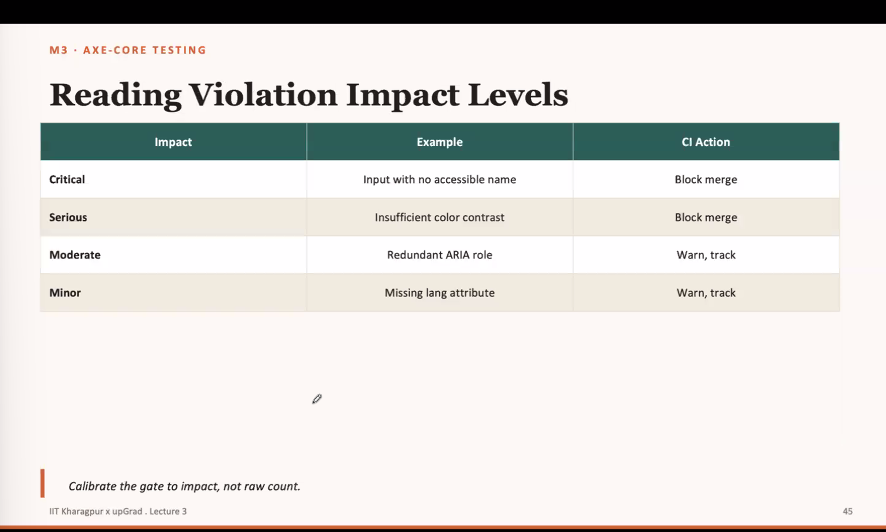 M3 · AXE-CORE TESTING
Reading Violation Impact Levels
Impact Example CI Action
Critical Input with no accessible name Block merge
Serious Insufficient color contrast Block merge
Moderate Redundant ARIA role Warn, track
Minor Missing lang attribute Warn, track
Calibrate the gate to impact, not raw count.
IIT Kharagpur x upGrad . Lecture 3 45